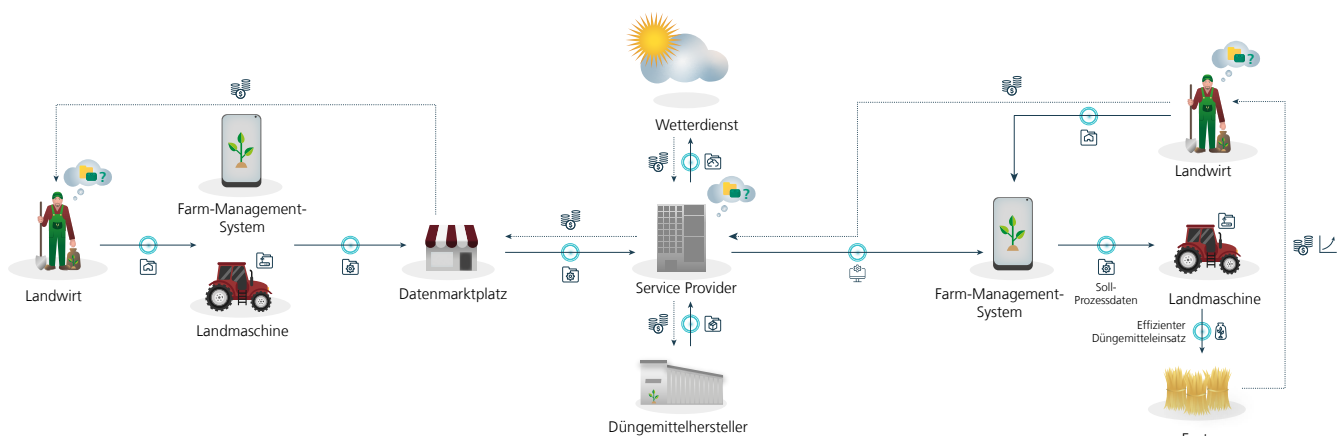 Wetterdienst
Landwirt
Farm-Management-
System
Landwirt
Datenmarktplatz
Service Provider
Farm-Management-
System
Soll-
Prozessdaten
Landmaschine
Landmaschine
Effizienter
Düngemitteleinsatz
Düngemittelhersteller